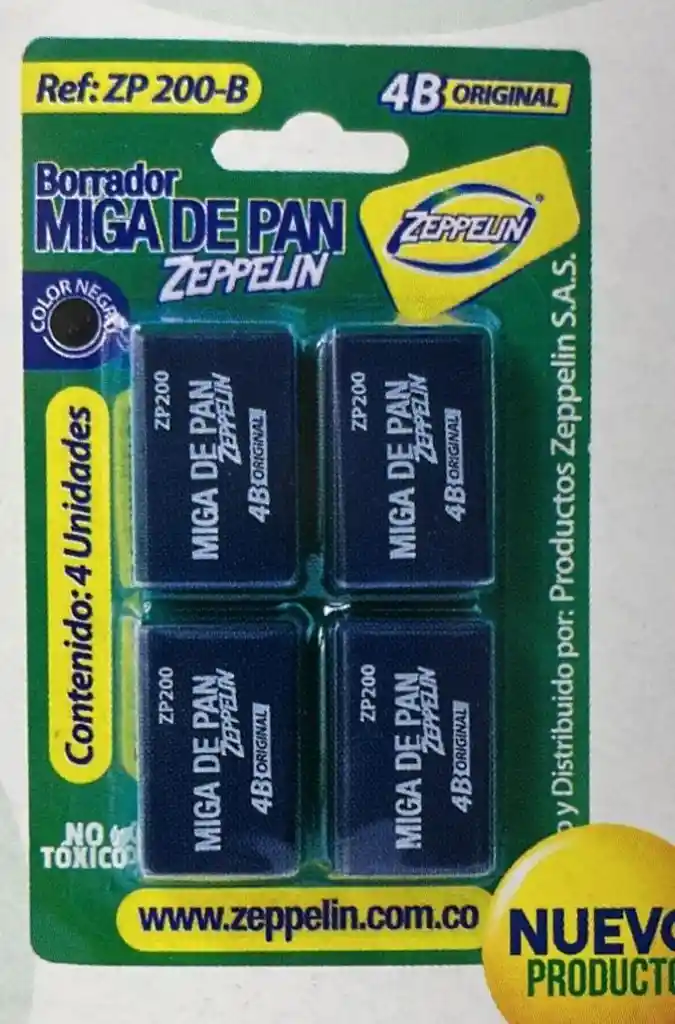 Ref: ZP 200-B
4B ORIGINAL
Borrador
MIGA DE PAN
ZEPPELIN
ZEPPELIN
COLOR NEGRO
Contenido: 4 Unidades
ZP200
MIGA DE PAN
ZEPPELIN
4B ORIGINAL
ZP200
MIGA DE PAN
ZEPPELIN
4B ORIGINAL
ZP200
MIGA DE PAN
ZEPPELIN
4B ORIGINAL
ZP200
MIGA DE PAN
ZEPPELIN
4B ORIGINAL
y Distribuido por: Productos Zeppelin S.A.S.
NO
TOXICO
www.zeppelin.com.co
NUEVO
PRODUCTO